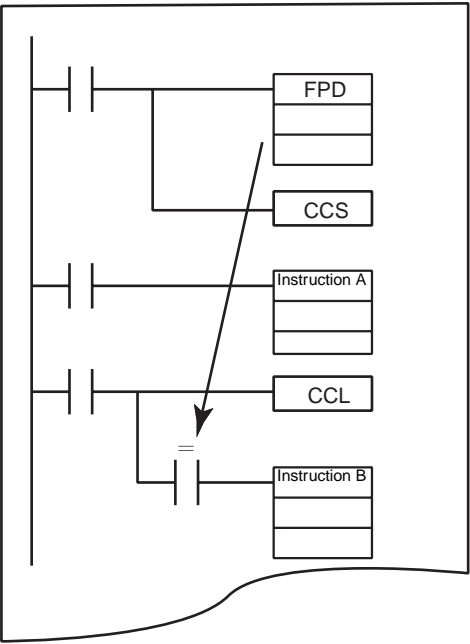 FPD
CCS
Instruction A
CCL
=
Instruction B